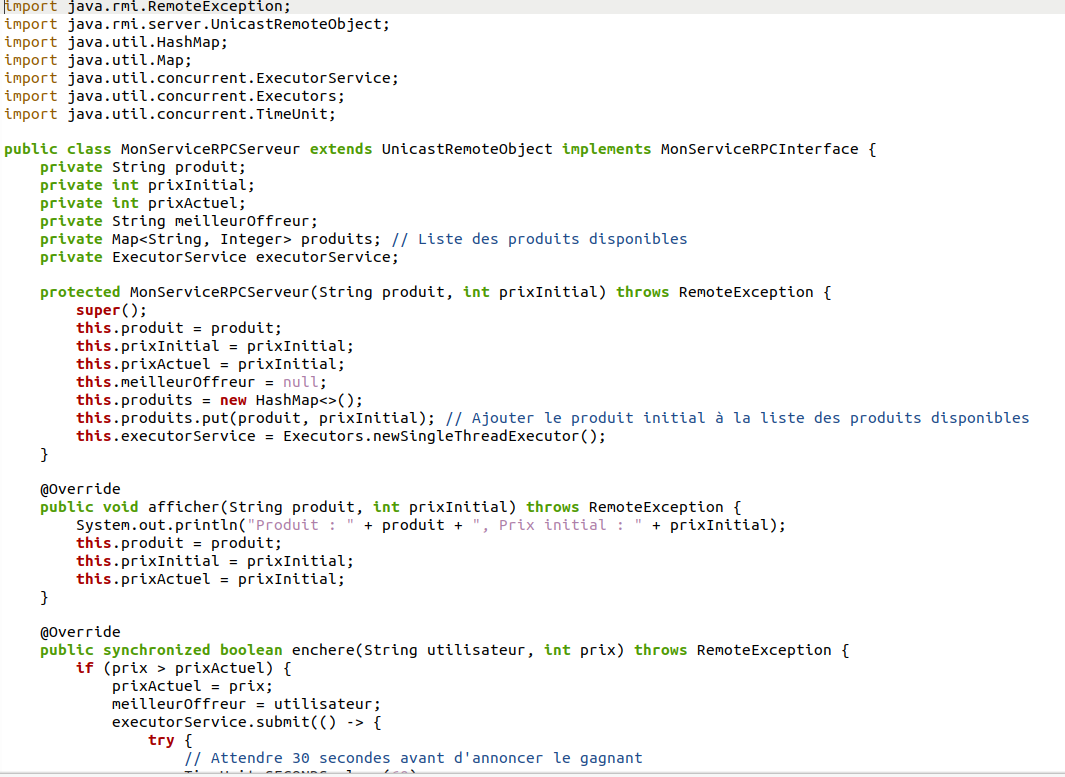 import java.rmi.RemoteException;
import java.rmi.server.UnicastRemoteObject;
import java.util.HashMap;
import java.util.Map;
import java.util.concurrent.ExecutorService;
import java.util.concurrent.Executors;
import java.util.concurrent.TimeUnit;

public class MonServiceRPCServeur extends UnicastRemoteObject implements MonServiceRPCInterface {
    private String produit;
    private int prixInitial;
    private int prixActuel;
    private String meilleurOffreur;
    private Map<String, Integer> produits; // Liste des produits disponibles
    private ExecutorService executorService;

    protected MonServiceRPCServeur(String produit, int prixInitial) throws RemoteException {
        super();
        this.produit = produit;
        this.prixInitial = prixInitial;
        this.prixActuel = prixInitial;
        this.meilleurOffreur = null;
        this.produits = new HashMap<>();
        this.produits.put(produit, prixInitial); // Ajouter le produit initial à la liste des produits disponibles
        this.executorService = Executors.newSingleThreadExecutor();
    }

    @Override
    public void afficher(String produit, int prixInitial) throws RemoteException {
        System.out.println("Produit : " + produit + ", Prix initial : " + prixInitial);
        this.produit = produit;
        this.prixInitial = prixInitial;
        this.prixActuel = prixInitial;
    }

    @Override
    public synchronized boolean enchere(String utilisateur, int prix) throws RemoteException {
        if (prix > prixActuel) {
            prixActuel = prix;
            meilleurOffreur = utilisateur;
            executorService.submit(() -> {
                try {
                    // Attendre 30 secondes avant d'annoncer le gagnant